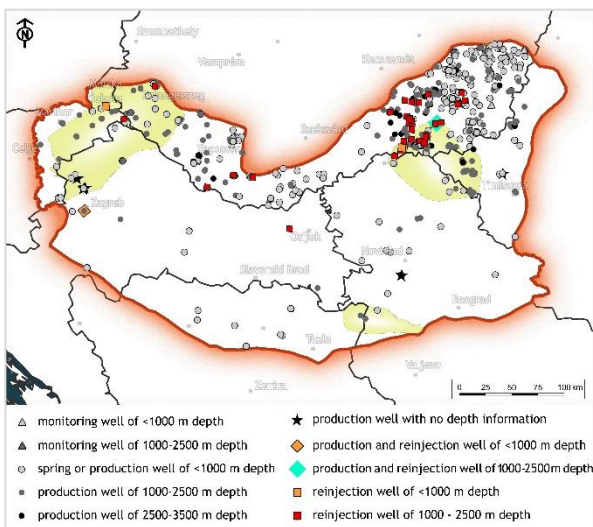 N
Szombathely
Veszprém
Kecskemét
Maribor
Zalaegerszeg
Celje
Szekszárd
Timisoara
Zagreb
Osijek
Novi Sad
Slavonski Brod
Beograd
Tuzla
Valjevo
Zenica
0 25 50 75 100 km
monitoring well of <1000 m depth
monitoring well of 1000-2500 m depth
spring or production well of <1000 m depth
production well of 1000-2500 m depth
production well of 2500-3500 m depth
production well with no depth information
production and reinjection well of <1000 m depth
production and reinjection well of 1000-2500m depth
reinjection well of <1000 m depth
reinjection well of 1000 - 2500 m depth